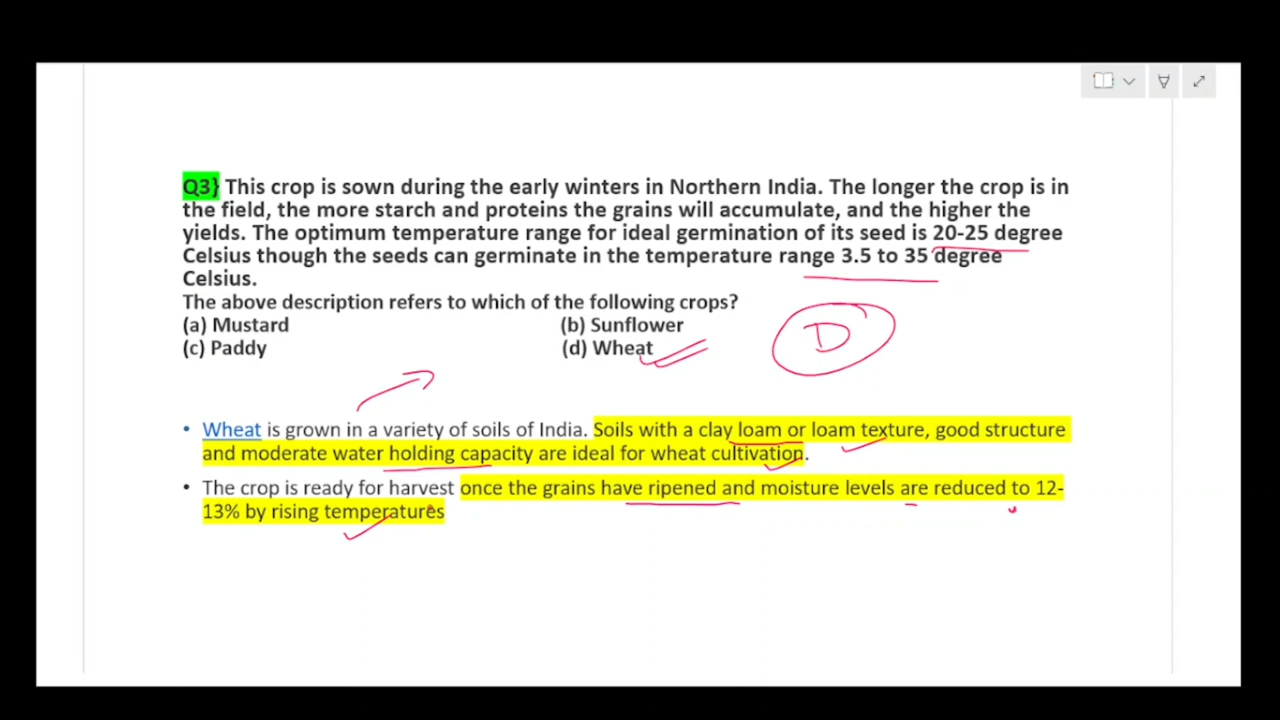 Q3} This crop is sown during the early winters in Northern India. The longer the crop is in
the field, the more starch and proteins the grains will accumulate, and the higher the
yields. The optimum temperature range for ideal germination of its seed is 20-25 degree
Celsius though the seeds can germinate in the temperature range 3.5 to 35 degree
Celsius.
The above description refers to which of the following crops?
(a) Mustard (b) Sunflower
(c) Paddy (d) Wheat
D
• Wheat is grown in a variety of soils of India. Soils with a clay loam or loam texture, good structure
and moderate water holding capacity are ideal for wheat cultivation.
• The crop is ready for harvest once the grains have ripened and moisture levels are reduced to 12-
13% by rising temperatures